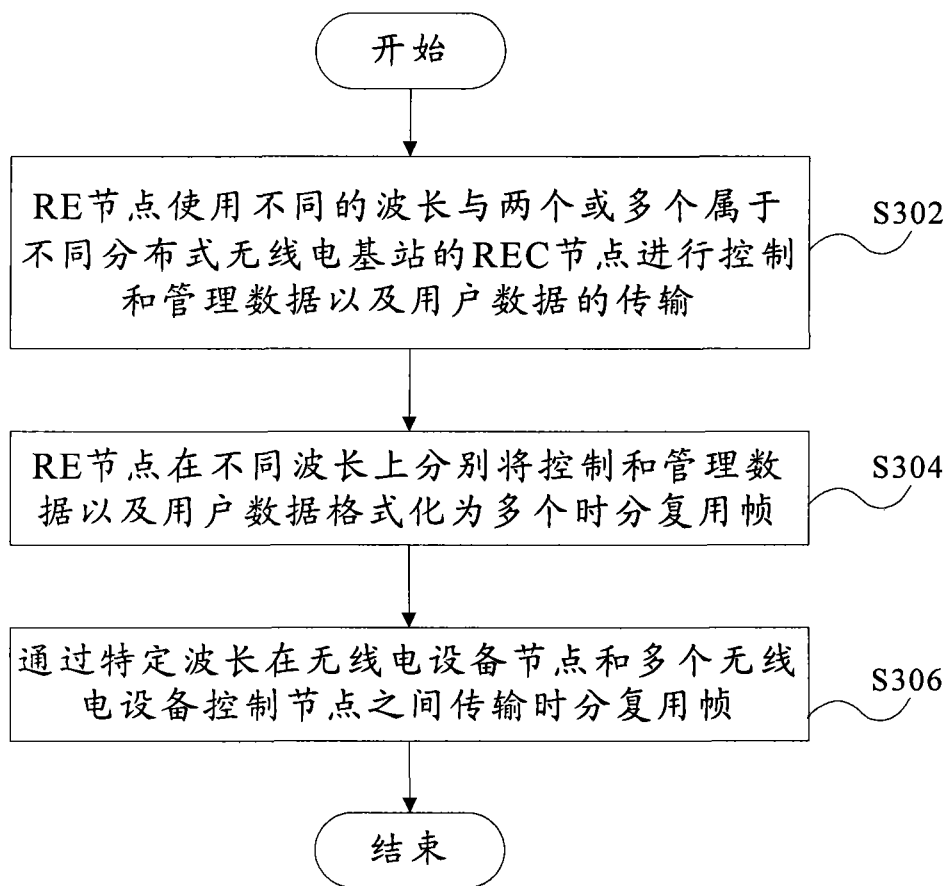 开始
RE节点使用不同的波长与两个或多个属于
不同分布式无线电基站的REC节点进行控制
和管理数据以及用户数据的传输
S302
RE节点在不同波长上分别将控制和管理数
据以及用户数据格式化为多个时分复用帧
S304
通过特定波长在无线电设备节点和多个无线
电设备控制节点之间传输时分复用帧
S306
结束